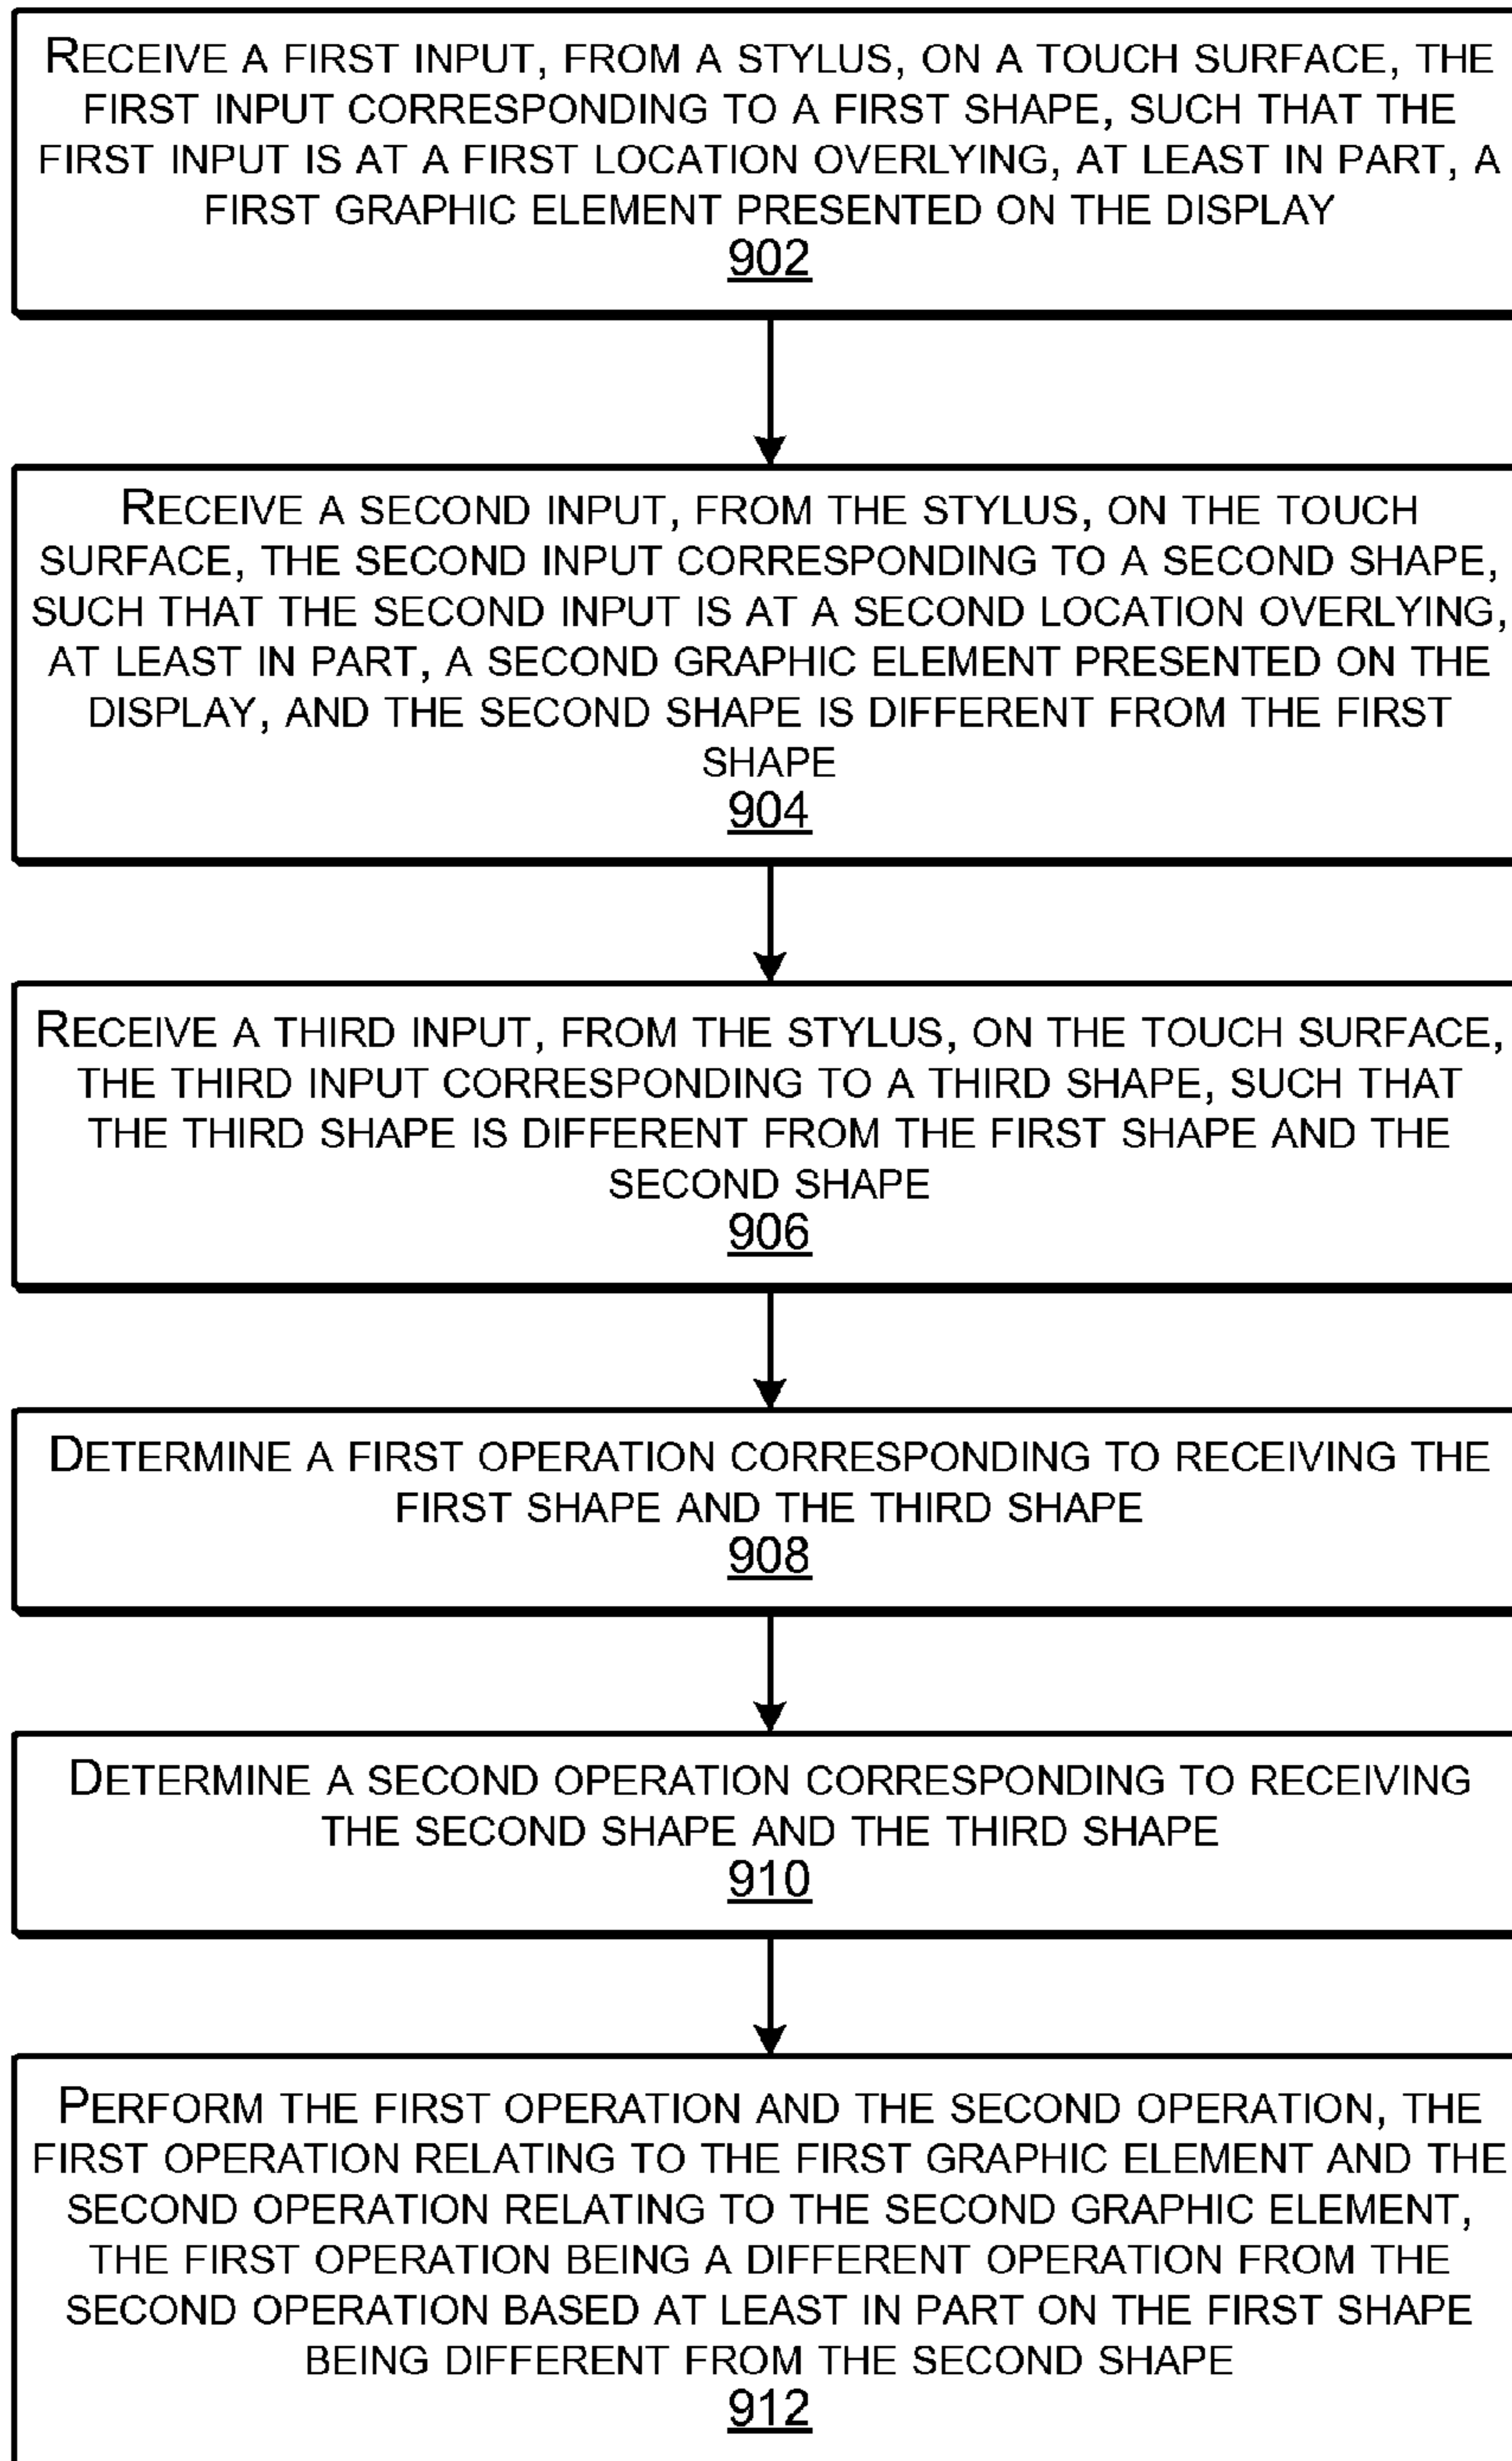 RECEIVE A FIRST INPUT, FROM A STYLUS, ON A TOUCH SURFACE, THE
FIRST INPUT CORRESPONDING TO A FIRST SHAPE, SUCH THAT THE
FIRST INPUT IS AT A FIRST LOCATION OVERLYING, AT LEAST IN PART, A
FIRST GRAPHIC ELEMENT PRESENTED ON THE DISPLAY
902
RECEIVE A SECOND INPUT, FROM THE STYLUS, ON THE TOUCH
SURFACE, THE SECOND INPUT CORRESPONDING TO A SECOND SHAPE,
SUCH THAT THE SECOND INPUT IS AT A SECOND LOCATION OVERLYING,
AT LEAST IN PART, A SECOND GRAPHIC ELEMENT PRESENTED ON THE
DISPLAY, AND THE SECOND SHAPE IS DIFFERENT FROM THE FIRST
SHAPE
904
RECEIVE A THIRD INPUT, FROM THE STYLUS, ON THE TOUCH SURFACE,
THE THIRD INPUT CORRESPONDING TO A THIRD SHAPE, SUCH THAT
THE THIRD SHAPE IS DIFFERENT FROM THE FIRST SHAPE AND THE
SECOND SHAPE
906
DETERMINE A FIRST OPERATION CORRESPONDING TO RECEIVING THE
FIRST SHAPE AND THE THIRD SHAPE
908
DETERMINE A SECOND OPERATION CORRESPONDING TO RECEIVING
THE SECOND SHAPE AND THE THIRD SHAPE
910
PERFORM THE FIRST OPERATION AND THE SECOND OPERATION, THE
FIRST OPERATION RELATING TO THE FIRST GRAPHIC ELEMENT AND THE
SECOND OPERATION RELATING TO THE SECOND GRAPHIC ELEMENT,
THE FIRST OPERATION BEING A DIFFERENT OPERATION FROM THE
SECOND OPERATION BASED AT LEAST IN PART ON THE FIRST SHAPE
BEING DIFFERENT FROM THE SECOND SHAPE
912